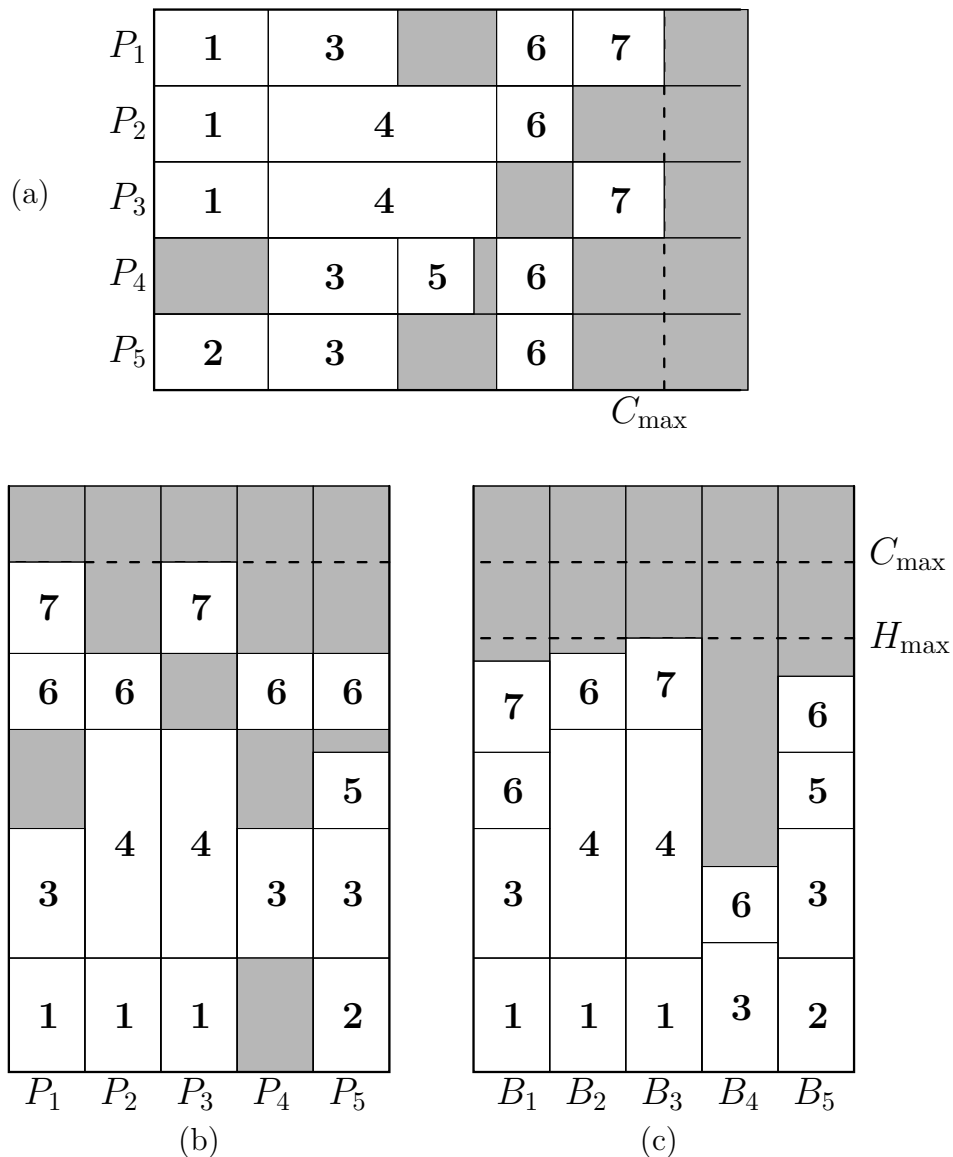 P1 1 3 6 7
P2 1 4 6
(a)
P3 1 4 7
P4 3 5 6
P5 2 3 6
Cmax
Cmax
7 7
Hmax
6 6 6 6
7 6 7
6
5
6 5
4 4
4 4
3 3 3
3 6 3
1 1 1 2
1 1 1 3 2
P1 P2 P3 P4 P5
B1 B2 B3 B4 B5
(b) (c)